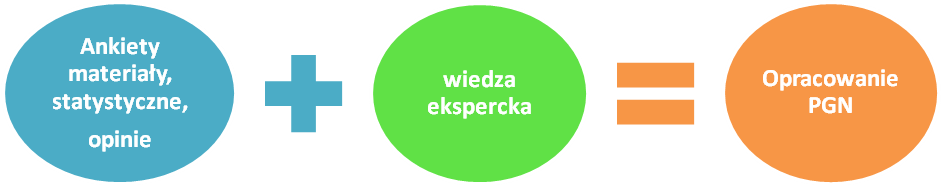 Ankiety
materiały,
statystyczne,
opinie
wiedza
ekspercka
Opracowanie
PGN